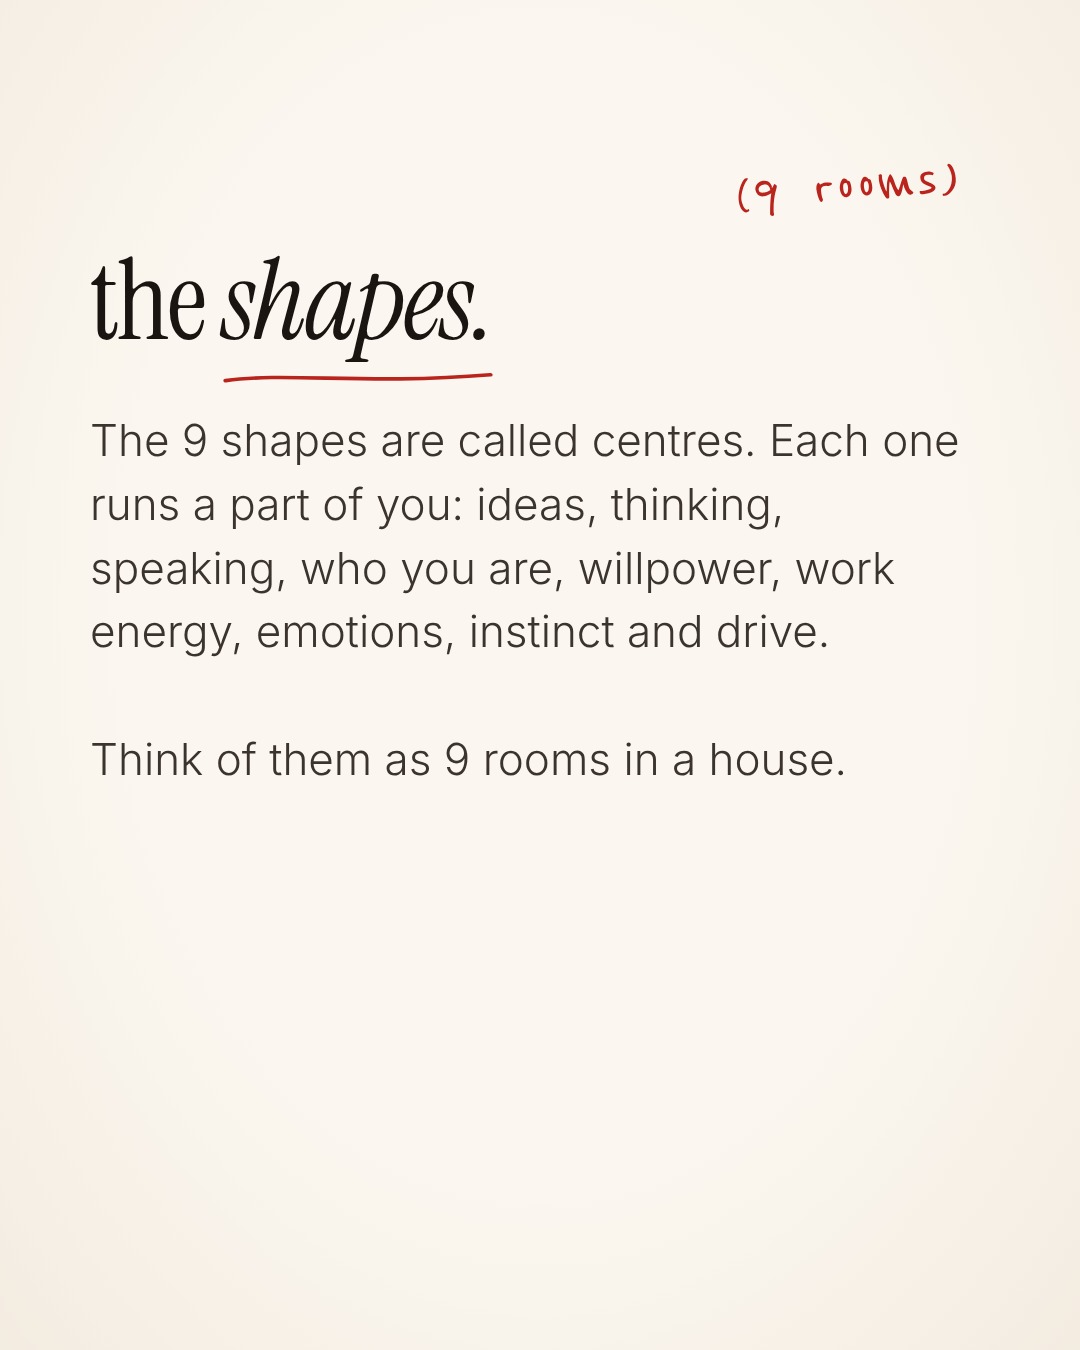 (9 rooms)
the shapes.
The 9 shapes are called centres. Each one
runs a part of you: ideas, thinking,
speaking, who you are, willpower, work
energy, emotions, instinct and drive.
Think of them as 9 rooms in a house.